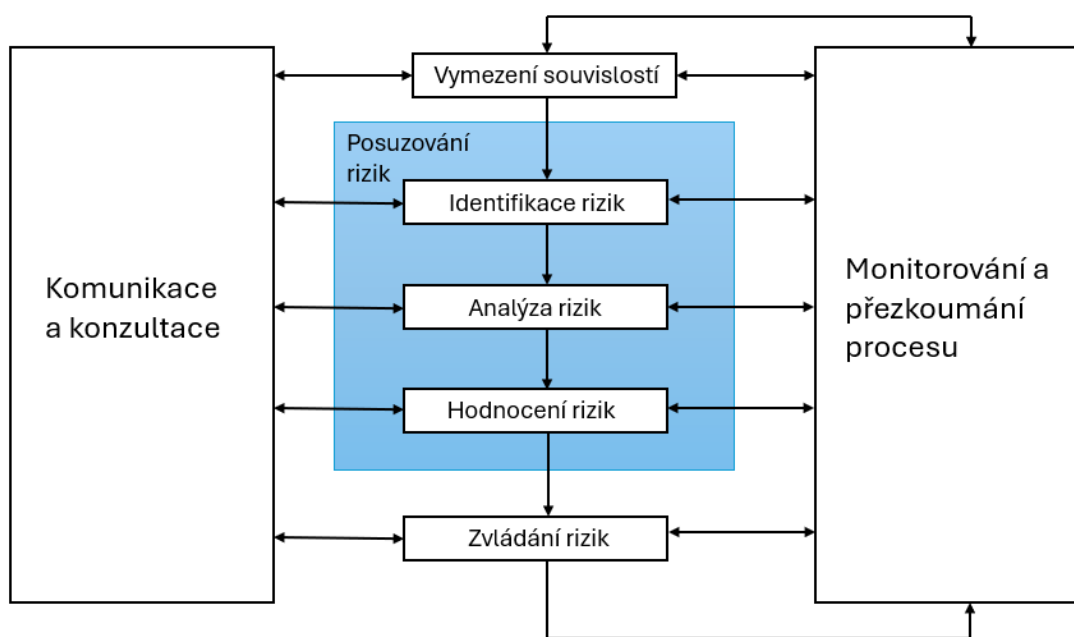 Vymezení souvislostí
Posuzování
rizik
Identifikace rizik
Komunikace
a konzultace
Analýza rizik
Monitorování a
přezkoumání
procesu
Hodnocení rizik
Zvládání rizik